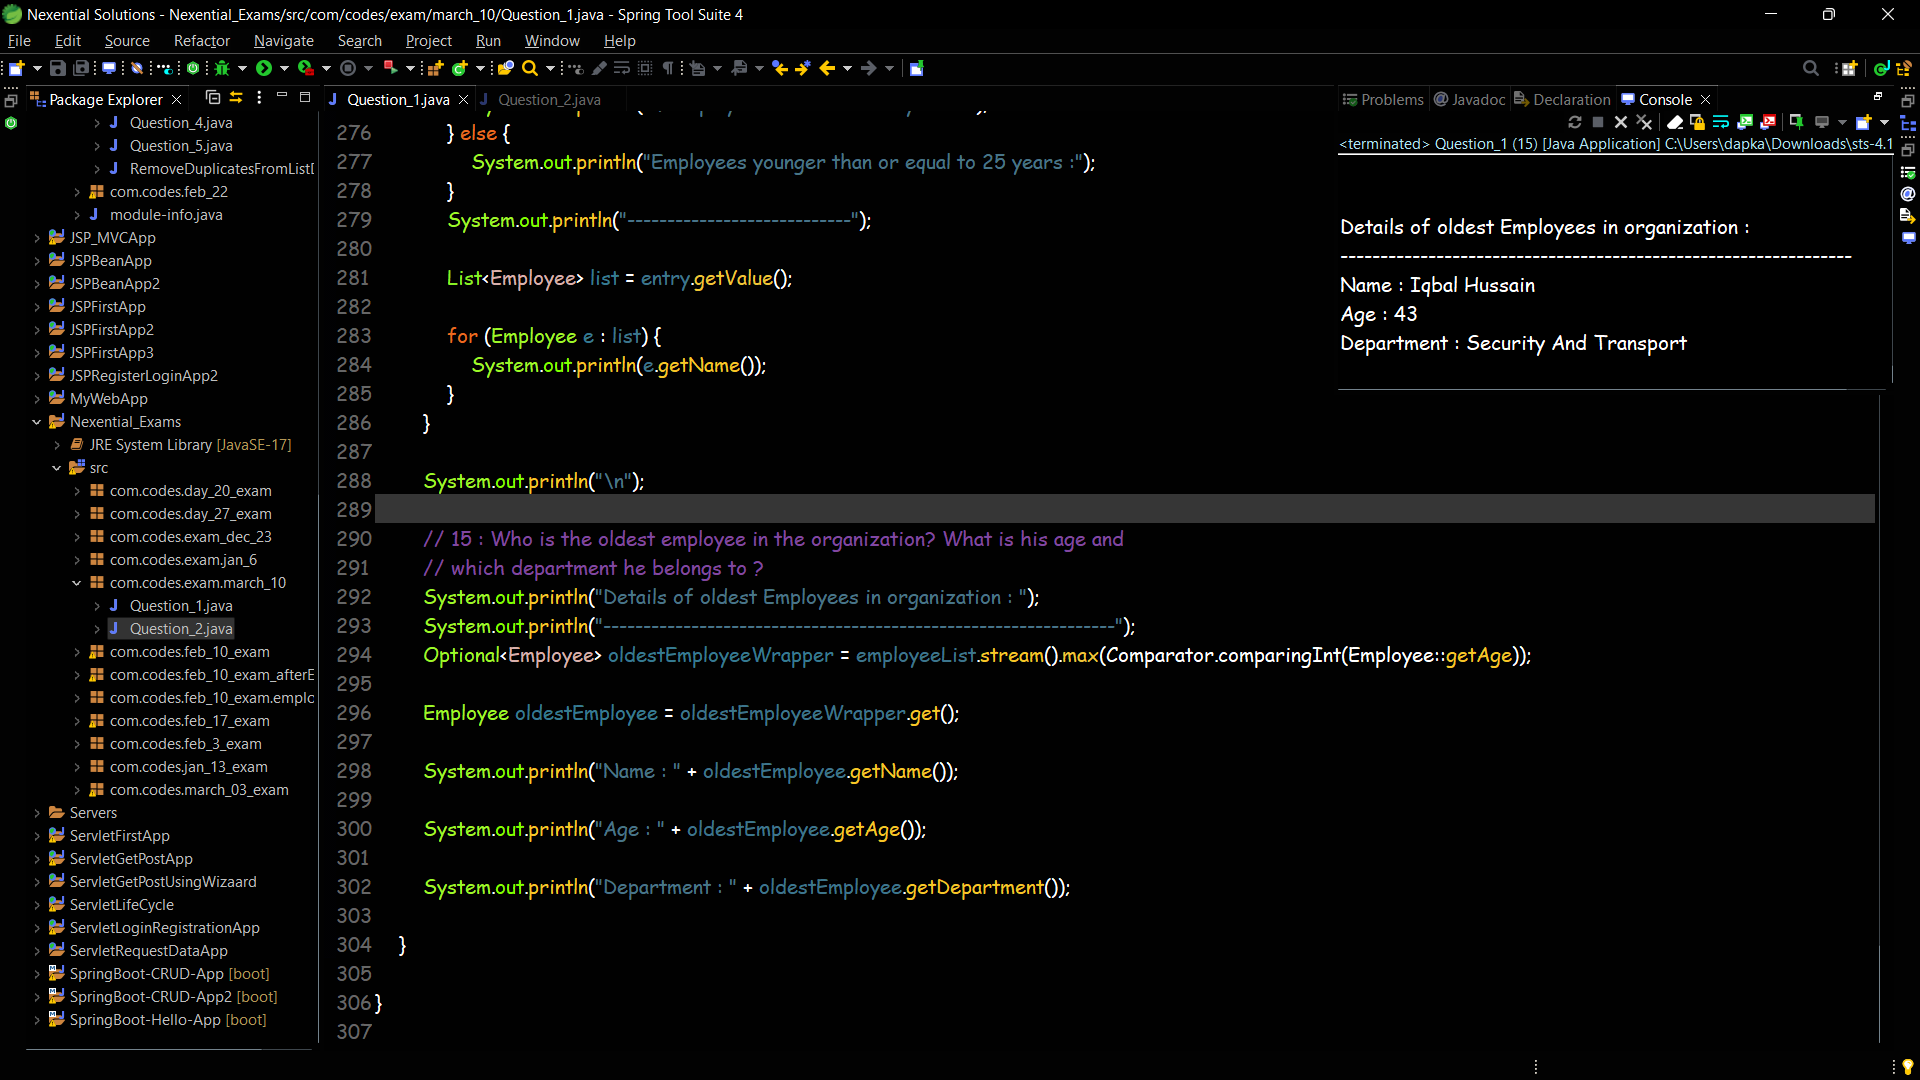 Nexential Solutions - Nexential_Exams/src/com/codes/exam/march_10/Question_1.java - Spring Tool Suite 4
File Edit Source Refactor Navigate Search Project Run Window Help
Package Explorer
Question_4.java
Question_5.java
RemoveDuplicatesFromListI
com.codes.feb_22
module-info.java
JSP_MVCApp
JSPBeanApp
JSPBeanApp2
JSPFirstApp
JSPFirstApp2
JSPFirstApp3
JSPRegisterLoginApp2
MyWebApp
Nexential_Exams
JRE System Library [JavaSE-17]
src
com.codes.day_20_exam
com.codes.day_27_exam
com.codes.exam_dec_23
com.codes.exam.jan_6
com.codes.exam.march_10
Question_1.java
Question_2.java
com.codes.feb_10_exam
com.codes.feb_10_exam_afterE
com.codes.feb_10_exam.emplo
com.codes.feb_17_exam
com.codes.feb_3_exam
com.codes.jan_13_exam
com.codes.march_03_exam
Servers
ServletFirstApp
ServletGetPostApp
ServletGetPostUsingWizaard
ServletLifeCycle
ServletLoginRegistrationApp
ServletRequestDataApp
SpringBoot-CRUD-App [boot]
SpringBoot-CRUD-App2 [boot]
SpringBoot-Hello-App [boot]
Question_1.java Question_2.java
276 } else {
277 System.out.println("Employees younger than or equal to 25 years :");
278 }
279 System.out.println("----------------------------");
280
281 List<Employee> list = entry.getValue();
282
283 for (Employee e : list) {
284 System.out.println(e.getName());
285 }
286 }
287
288 System.out.println("\n");
289
290 // 15 : Who is the oldest employee in the organization? What is his age and
291 // which department he belongs to ?
292 System.out.println("Details of oldest Employees in organization : ");
293 System.out.println("----------------------------------------------------------------");
294 Optional<Employee> oldestEmployeeWrapper = employeeList.stream().max(Comparator.comparingInt(Employee::getAge));
295
296 Employee oldestEmployee = oldestEmployeeWrapper.get();
297
298 System.out.println("Name : " + oldestEmployee.getName());
299
300 System.out.println("Age : " + oldestEmployee.getAge());
301
302 System.out.println("Department : " + oldestEmployee.getDepartment());
303
304 }
305
306 }
307
Problems Javadoc Declaration Console
<terminated> Question_1 (15) [Java Application] C:\Users\dapka\Downloads\sts-4.1
Details of oldest Employees in organization :
----------------------------------------------------------------
Name : Iqbal Hussain
Age : 43
Department : Security And Transport